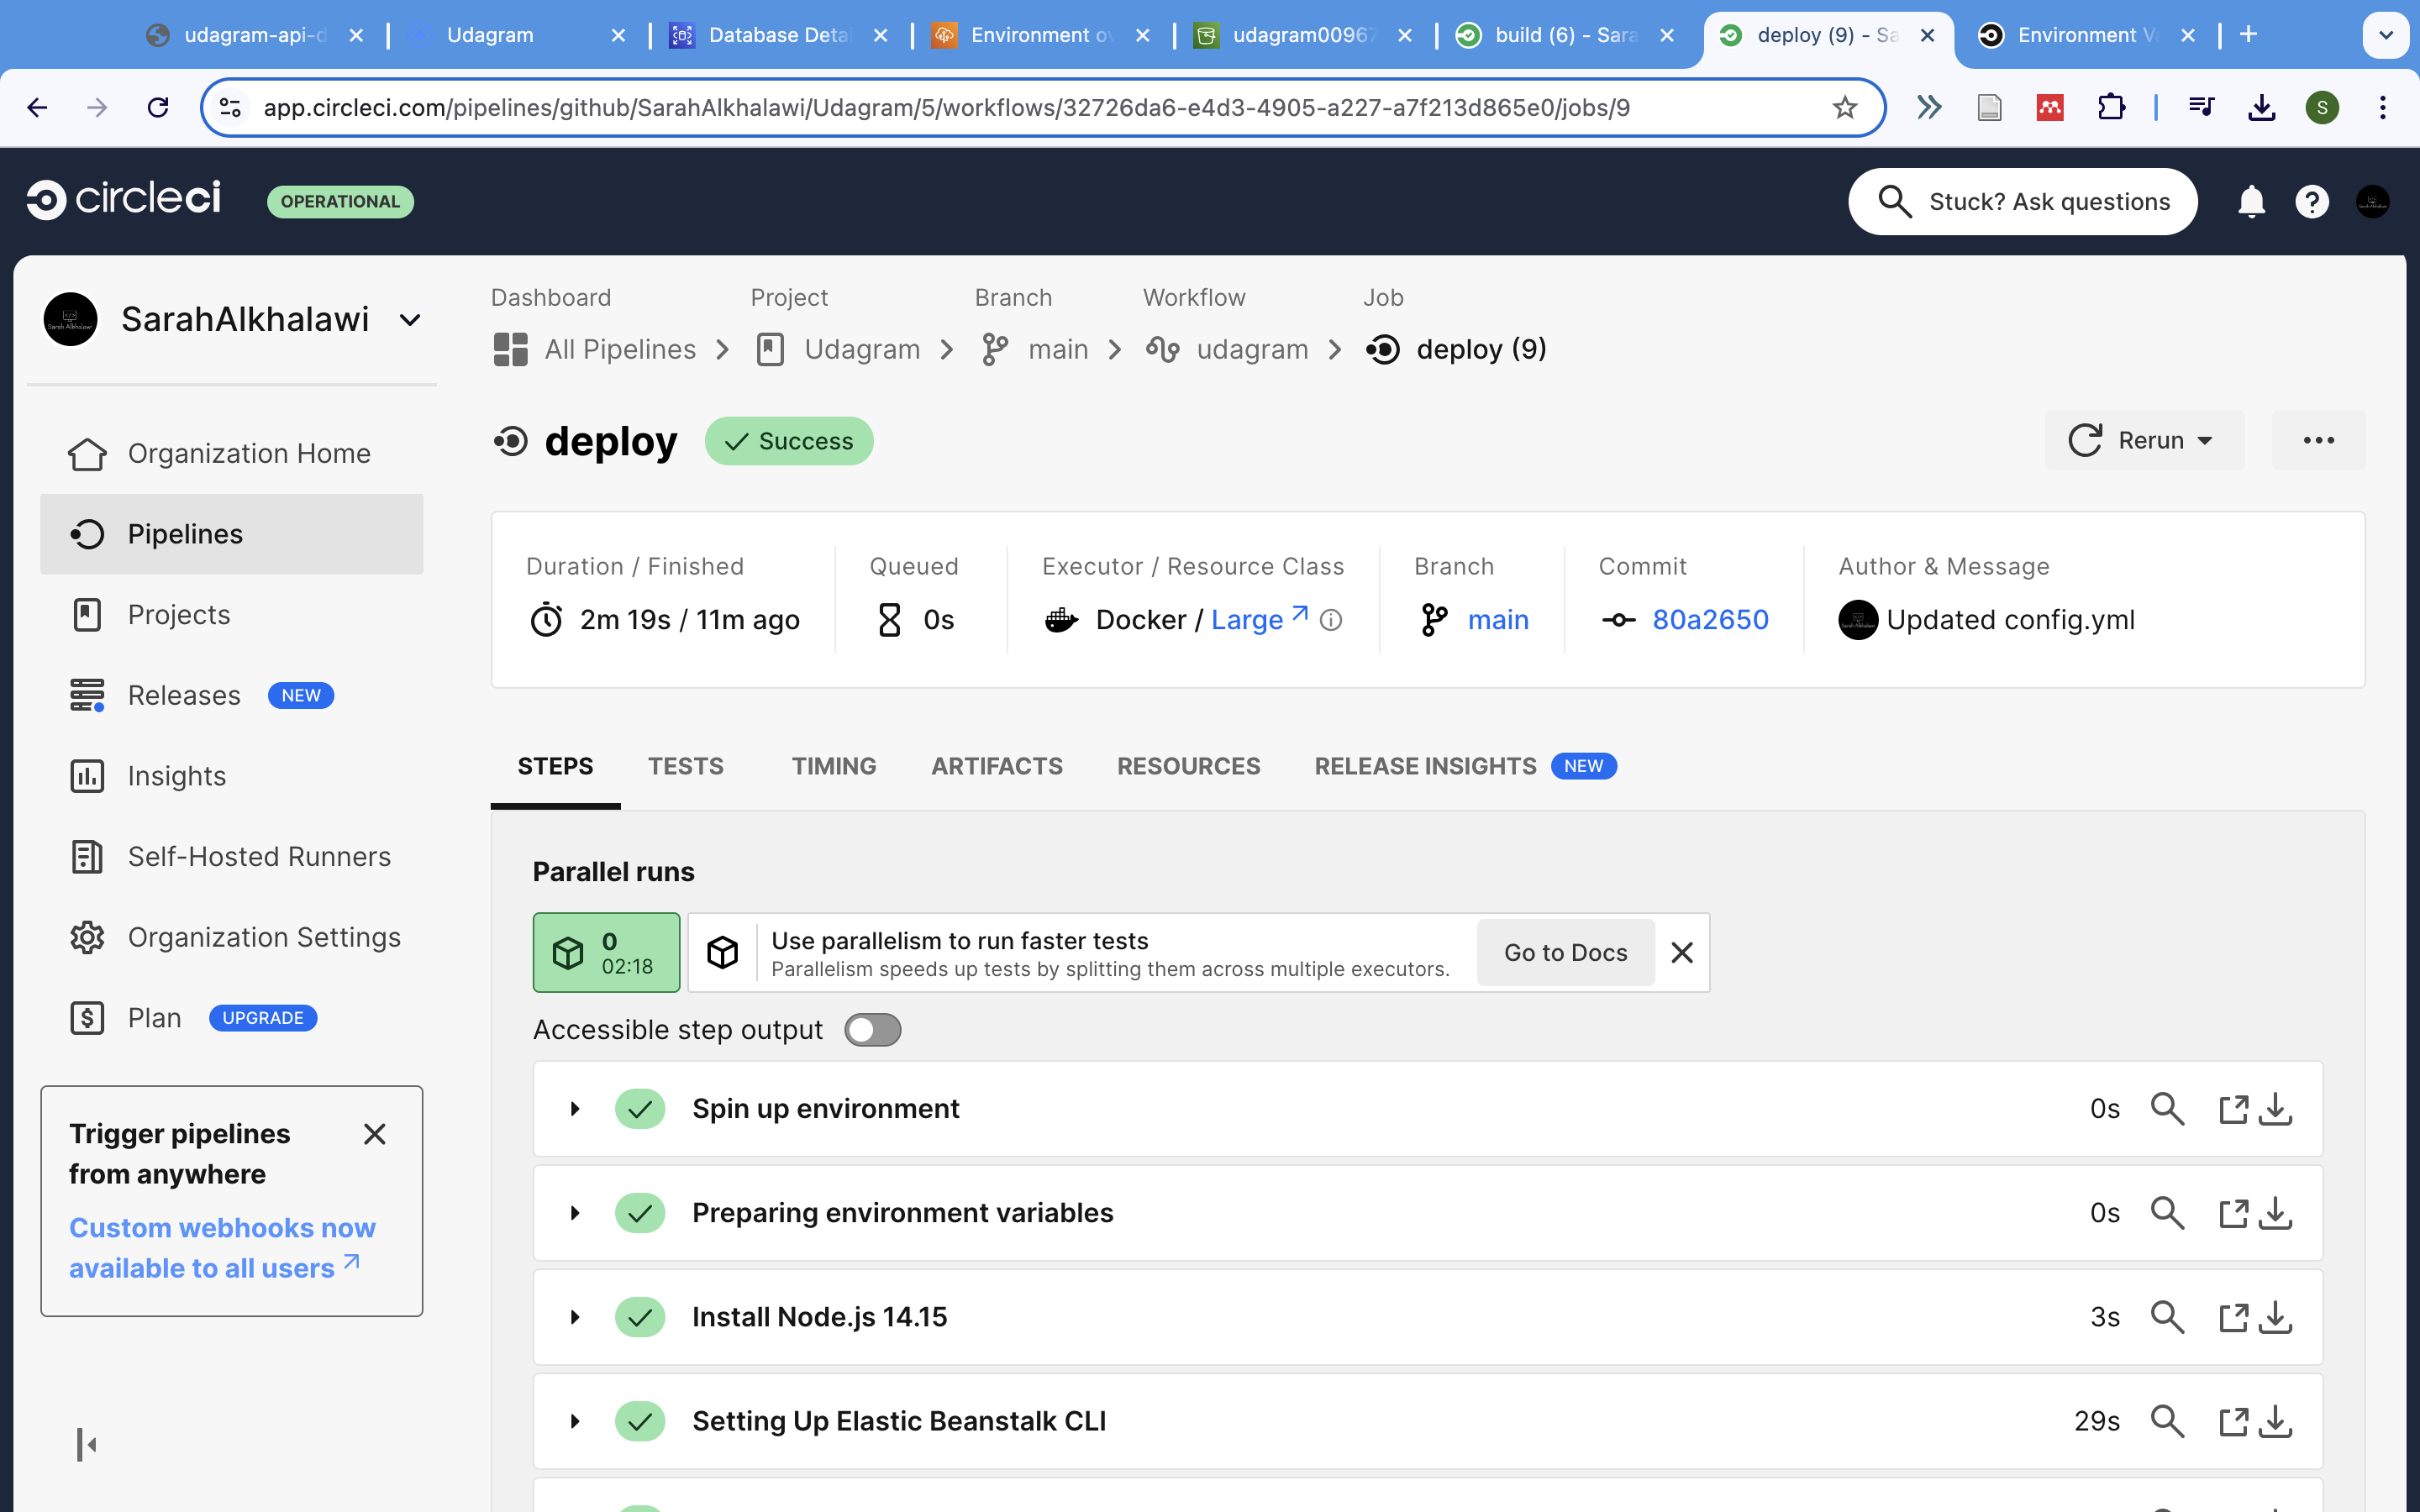 udagram-api-d
Udagram
Database Deta
Environment ov
udagram00967
build (6) - Sara
deploy (9) - Sa
Environment Va
app.circleci.com/pipelines/github/SarahAlkhalawi/Udagram/5/workflows/32726da6-e4d3-4905-a227-a7f213d865e0/jobs/9
S
circleci
OPERATIONAL
Stuck? Ask questions
SarahAlkhalawi
Organization Home
Pipelines
Projects
Releases NEW
Insights
Self-Hosted Runners
Organization Settings
Plan UPGRADE
Trigger pipelines
from anywhere
Custom webhooks now
available to all users
Dashboard Project Branch Workflow Job
All Pipelines Udagram main udagram deploy (9)
deploy Success
Rerun
Duration / Finished Queued Executor / Resource Class Branch Commit Author & Message
2m 19s / 11m ago 0s Docker / Large main 80a2650 Updated config.yml
STEPS TESTS TIMING ARTIFACTS RESOURCES RELEASE INSIGHTS NEW
Parallel runs
0
02:18
Use parallelism to run faster tests
Parallelism speeds up tests by splitting them across multiple executors.
Go to Docs
Accessible step output
Spin up environment 0s
Preparing environment variables 0s
Install Node.js 14.15 3s
Setting Up Elastic Beanstalk CLI 29s